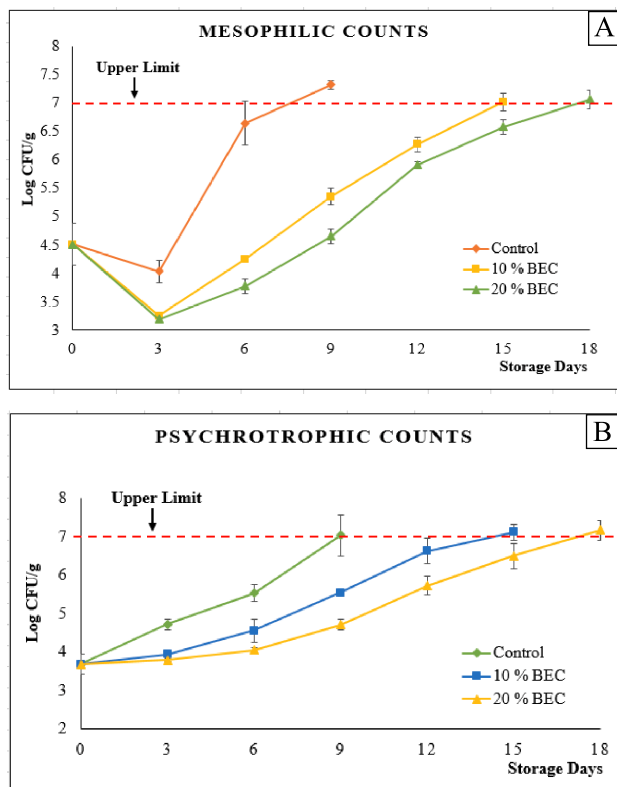 MESOPHILIC COUNTS
A
Upper Limit
Log CFU/g
8
7.5
7
6.5
6
5.5
5
4.5
4
3.5
3
Control
10 % BEC
20 % BEC
0 3 6 9 12 15 18
Storage Days
PSYCHROTROPHIC COUNTS
B
Upper Limit
Log CFU/g
8
7
6
5
4
3
2
Control
10 % BEC
20 % BEC
0 3 6 9 12 15 18
Storage Days